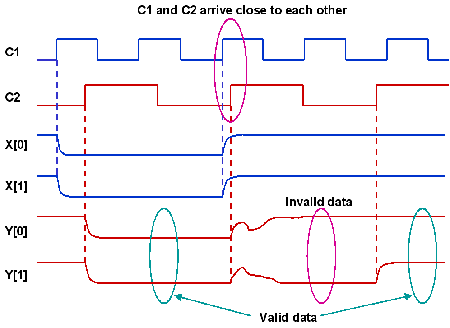 C1 and C2 arrive close to each other
C1
C2
X[0]
X[1]
Invalid data
Y[0]
Y[1]
Valid data